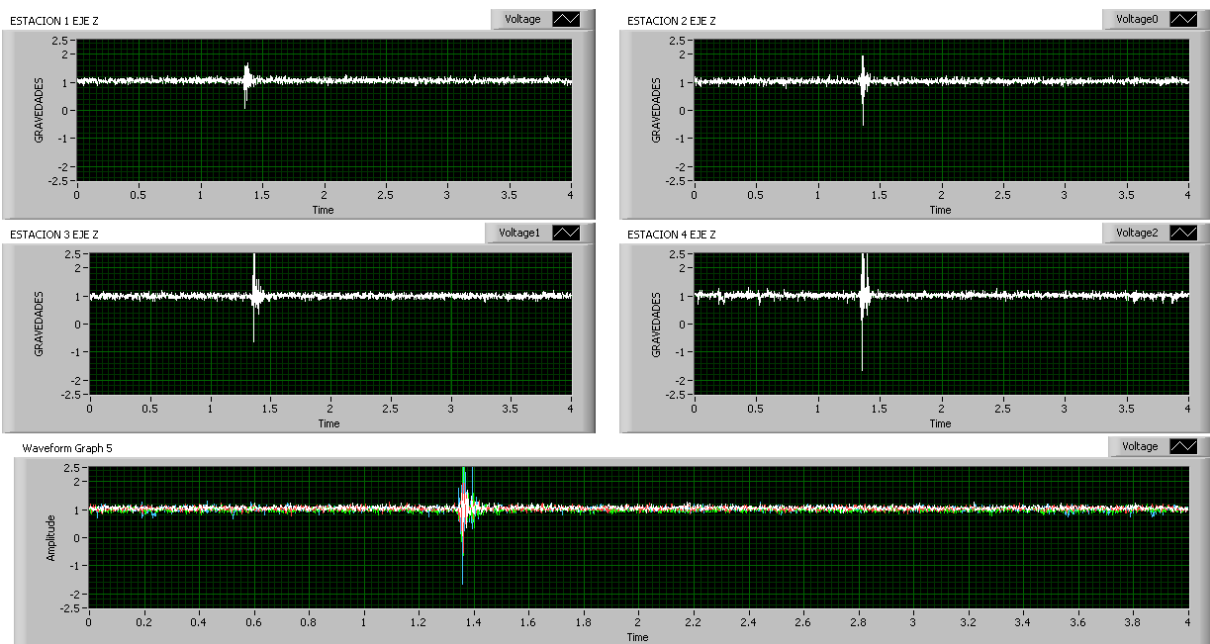 ESTACION 1 EJE Z
Voltage
2.5
2
1
0
-1
-2
-2.5
GRAVEDADES
0 0.5 1 1.5 2 2.5 3 3.5 4
Time
ESTACION 2 EJE Z
Voltage0
2.5
2
1
0
-1
-2
-2.5
GRAVEDADES
0 0.5 1 1.5 2 2.5 3 3.5 4
Time
ESTACION 3 EJE Z
Voltage1
2.5
2
1
0
-1
-2
-2.5
GRAVEDADES
0 0.5 1 1.5 2 2.5 3 3.5 4
Time
ESTACION 4 EJE Z
Voltage2
2.5
2
1
0
-1
-2
-2.5
GRAVEDADES
0 0.5 1 1.5 2 2.5 3 3.5 4
Time
Waveform Graph 5
Voltage
2.5
2
1
0
-1
-2
-2.5
Amplitude
0 0.2 0.4 0.6 0.8 1 1.2 1.4 1.6 1.8 2 2.2 2.4 2.6 2.8 3 3.2 3.4 3.6 3.8 4
Time